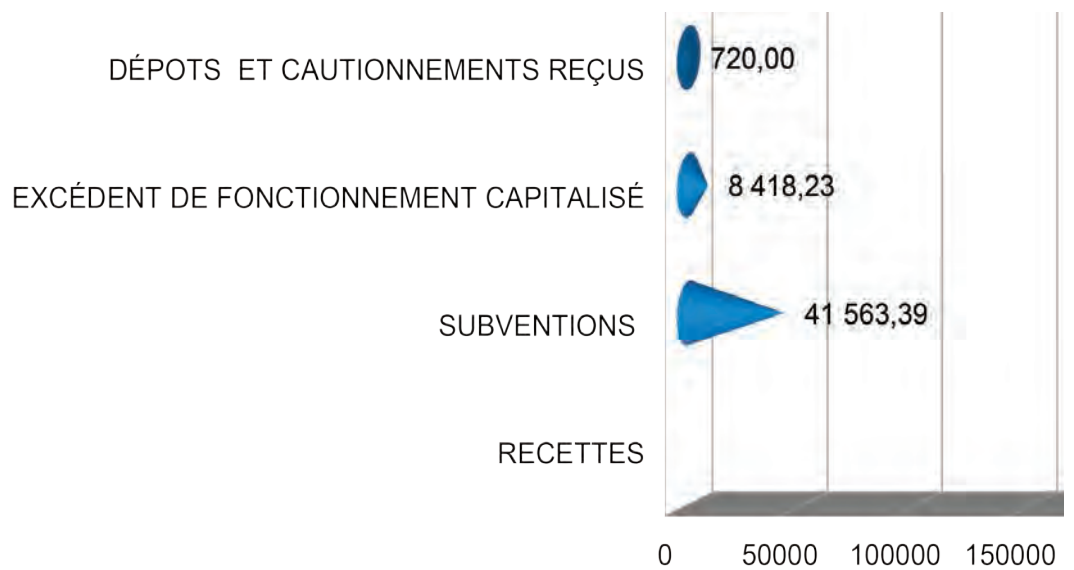 DÉPOTS ET CAUTIONNEMENTS REÇUS 720,00
EXCÉDENT DE FONCTIONNEMENT CAPITALISÉ 8 418,23
SUBVENTIONS 41 563,39
RECETTES
0 50000 100000 150000